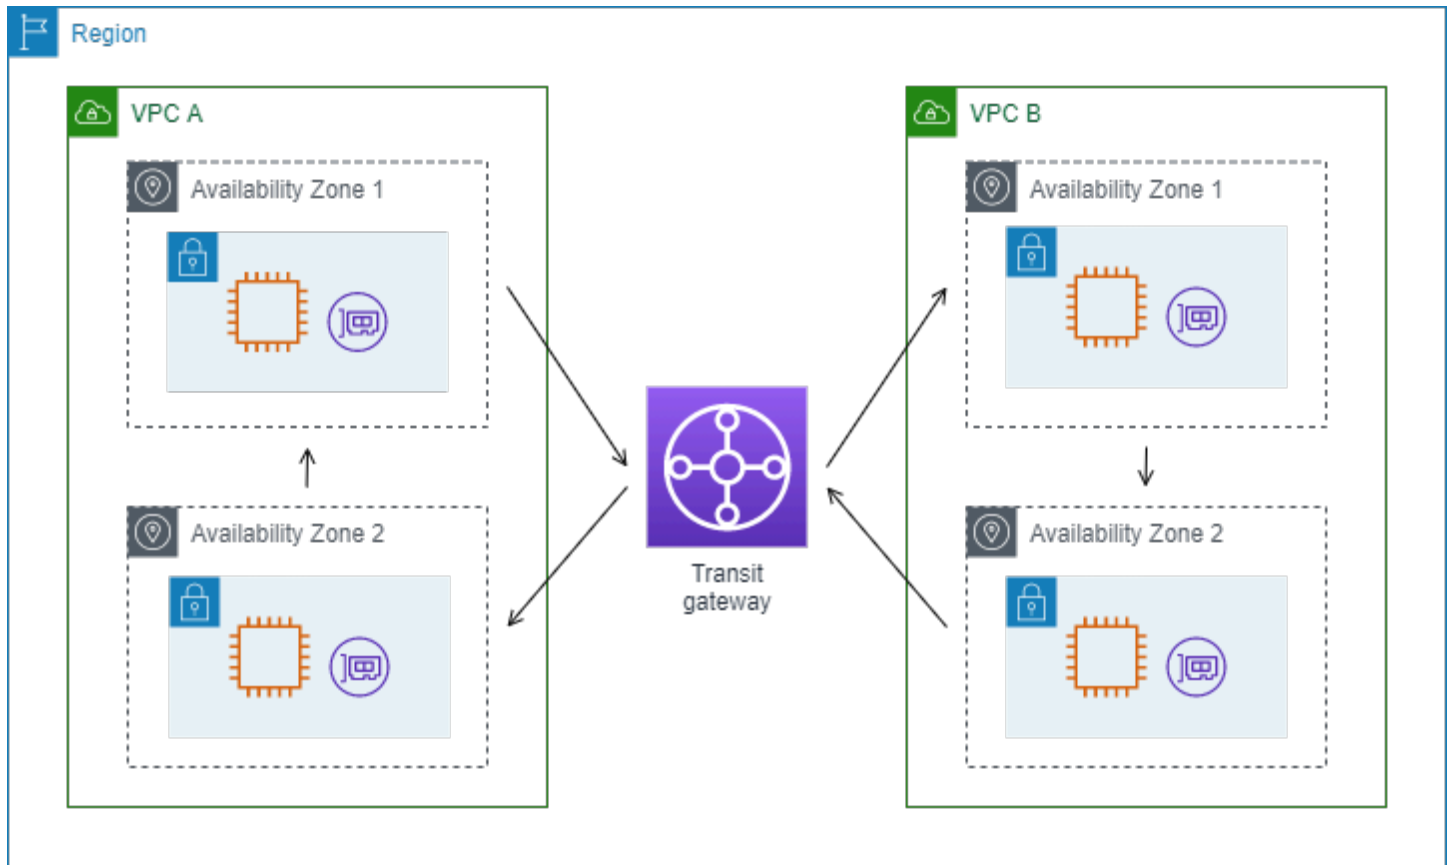 Region
VPC A
Availability Zone 1
Availability Zone 2
Transit
gateway
VPC B
Availability Zone 1
Availability Zone 2